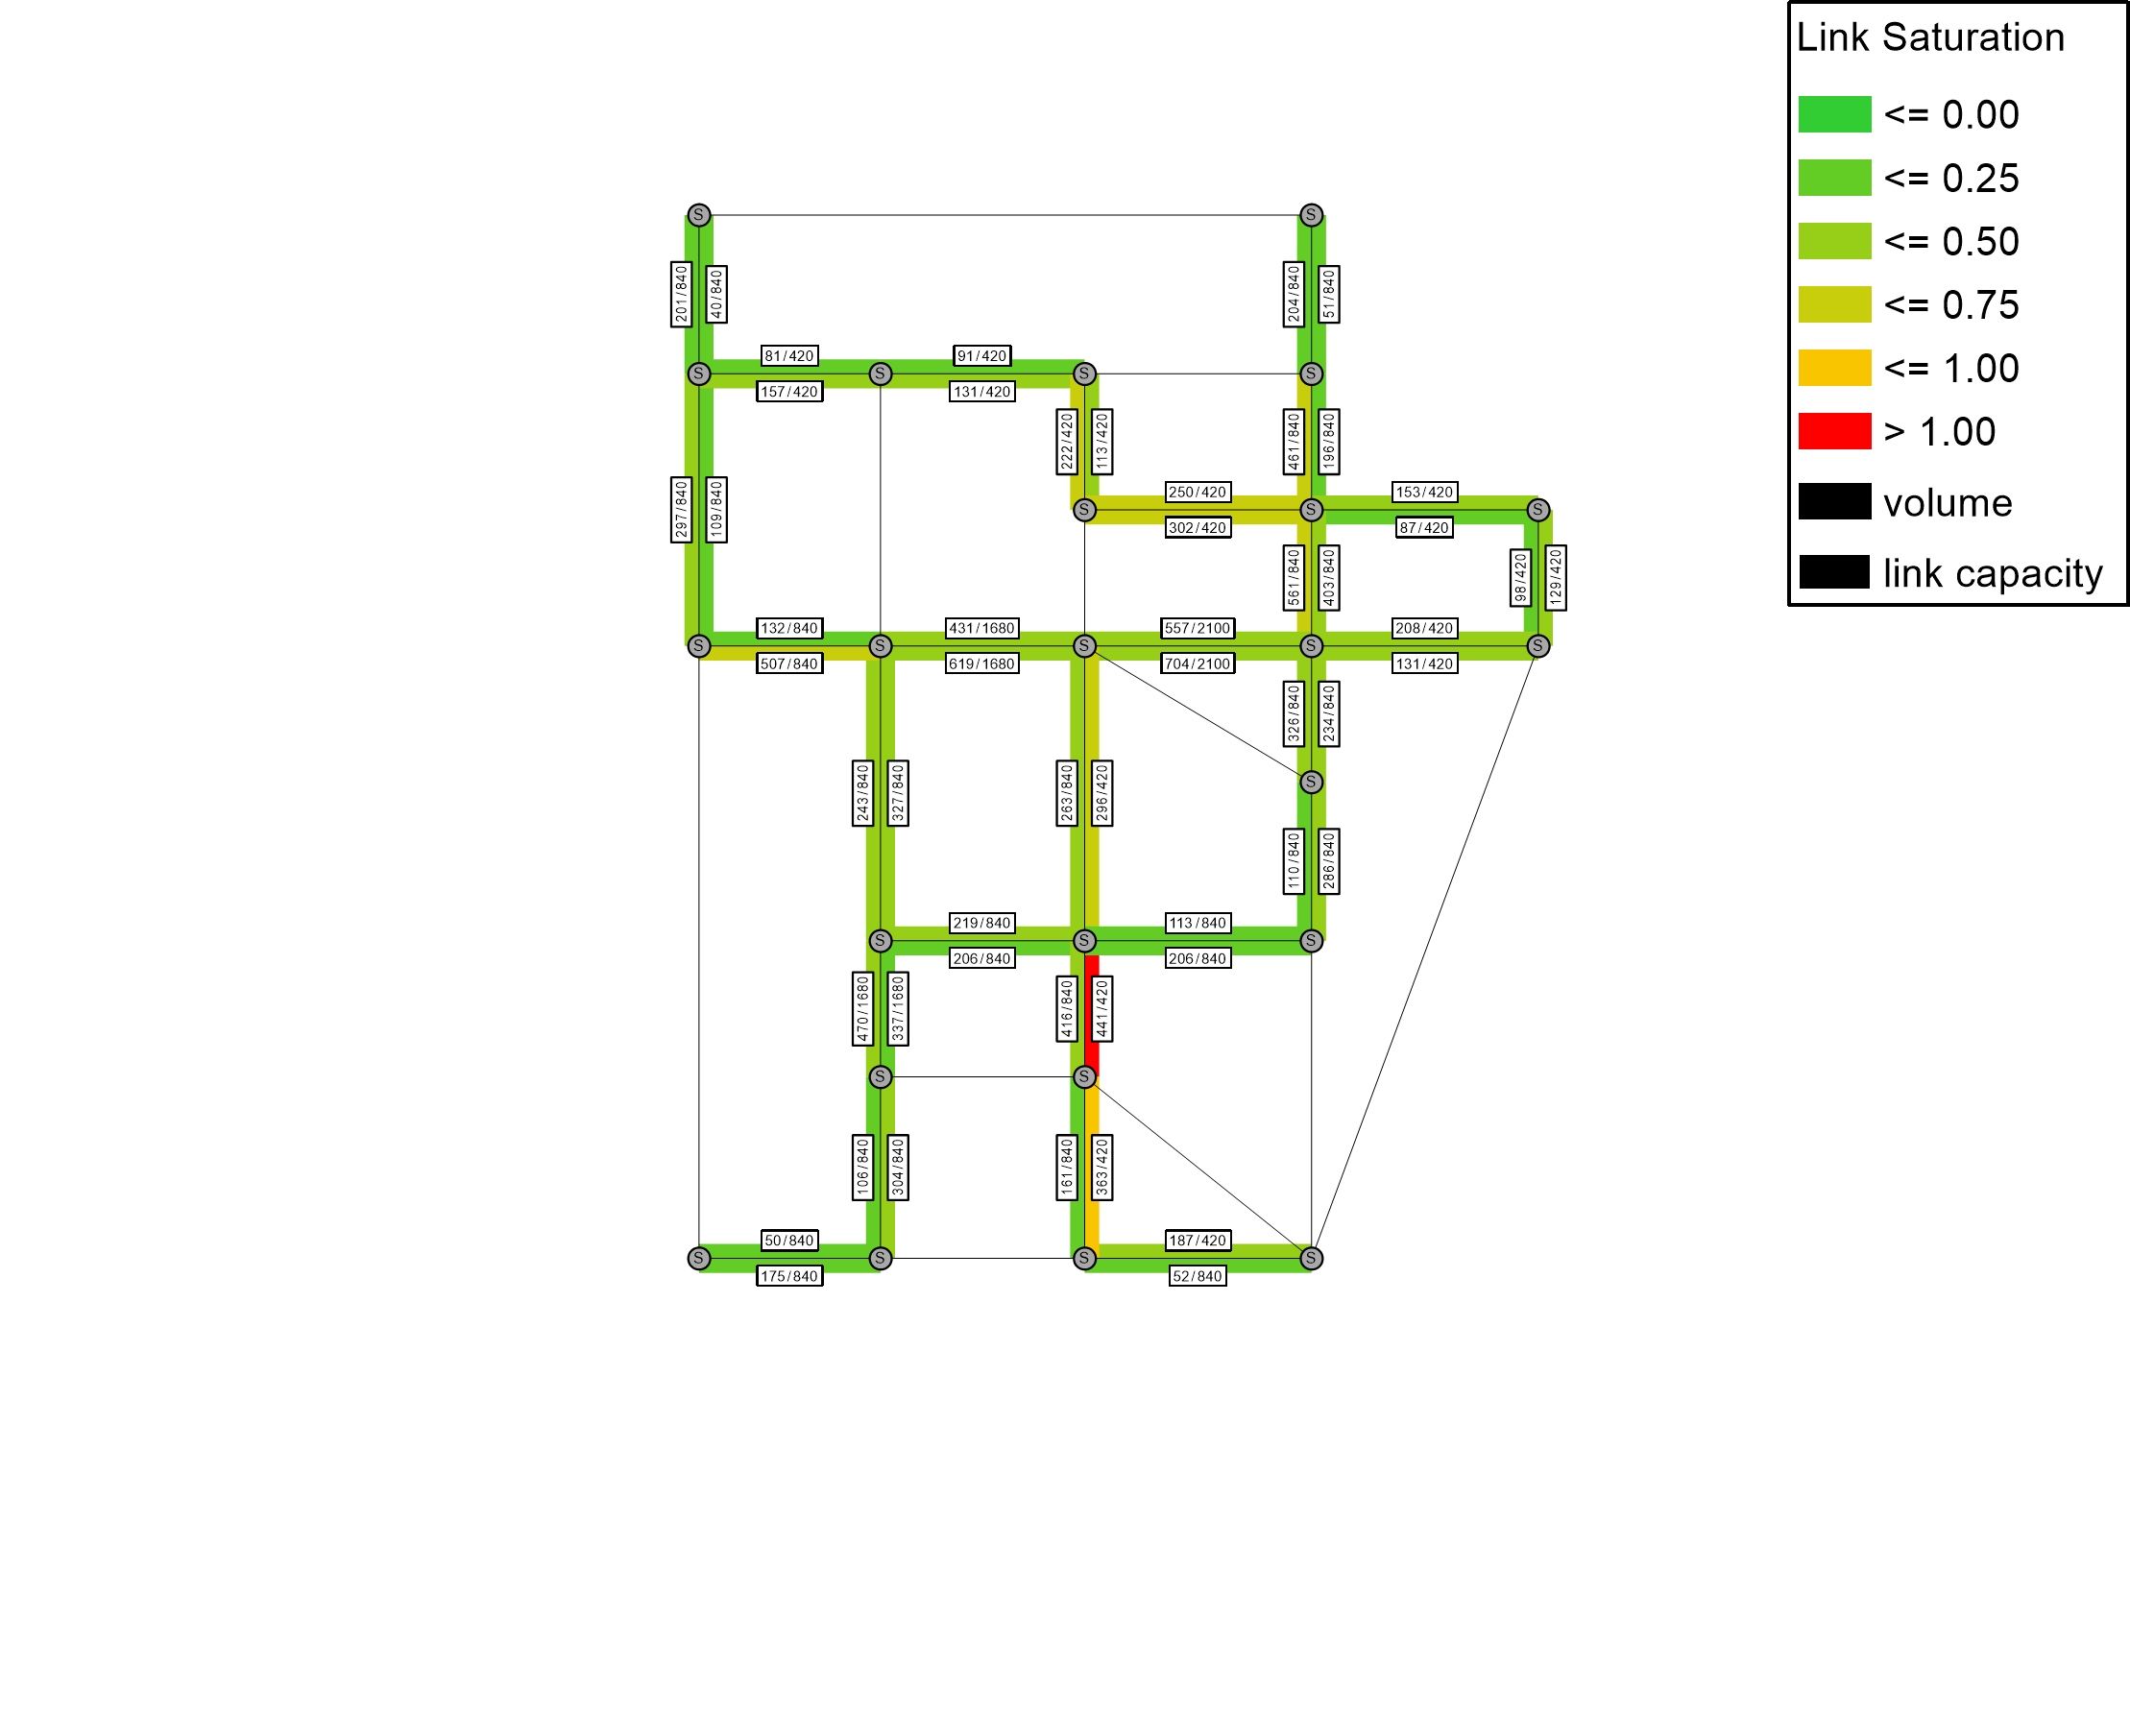 Link Saturation
<= 0.00
<= 0.25
<= 0.50
<= 0.75
<= 1.00
> 1.00
volume
link capacity
S
S
201/840
40/840
204/840
51/840
81/420
91/420
S
S
S
S
157/420
131/420
222/420
113/420
461/840
196/840
250/420
153/420
S
S
S
302/420
87/420
297/840
109/840
561/840
403/840
98/420
129/420
132/840
431/1680
557/2100
208/420
S
S
S
S
S
507/840
619/1680
704/2100
131/420
326/840
234/840
S
243/840
327/840
263/840
296/420
110/840
286/840
219/840
113/840
S
S
S
206/840
206/840
470/1680
337/1680
416/840
441/420
S
S
106/840
304/840
161/840
363/420
50/840
187/420
S
S
S
S
175/840
52/840